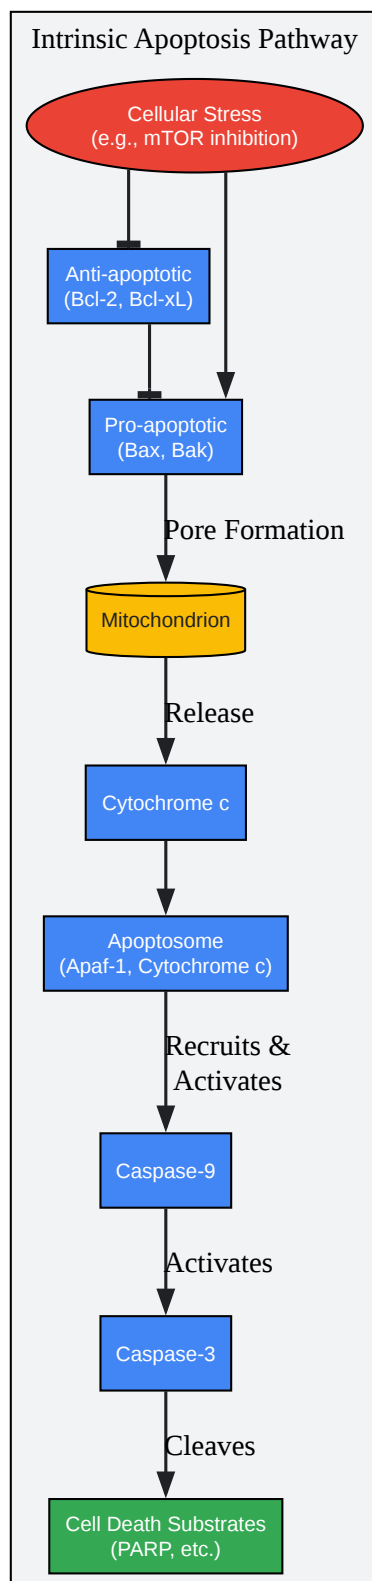 Intrinsic Apoptosis Pathway
Cellular Stress
(e.g., mTOR inhibition)
Anti-apoptotic
(Bcl-2, Bcl-xL)
Pro-apoptotic
(Bax, Bak)
Pore Formation
Mitochondrion
Release
Cytochrome c
Apoptosome
(Apaf-1, Cytochrome c)
Recruits &
Activates
Caspase-9
Activates
Caspase-3
Cleaves
Cell Death Substrates
(PARP, etc.)